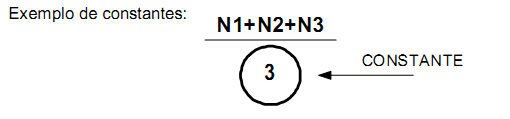 Exemplo de constantes:
N1+N2+N3
3
CONSTANTE